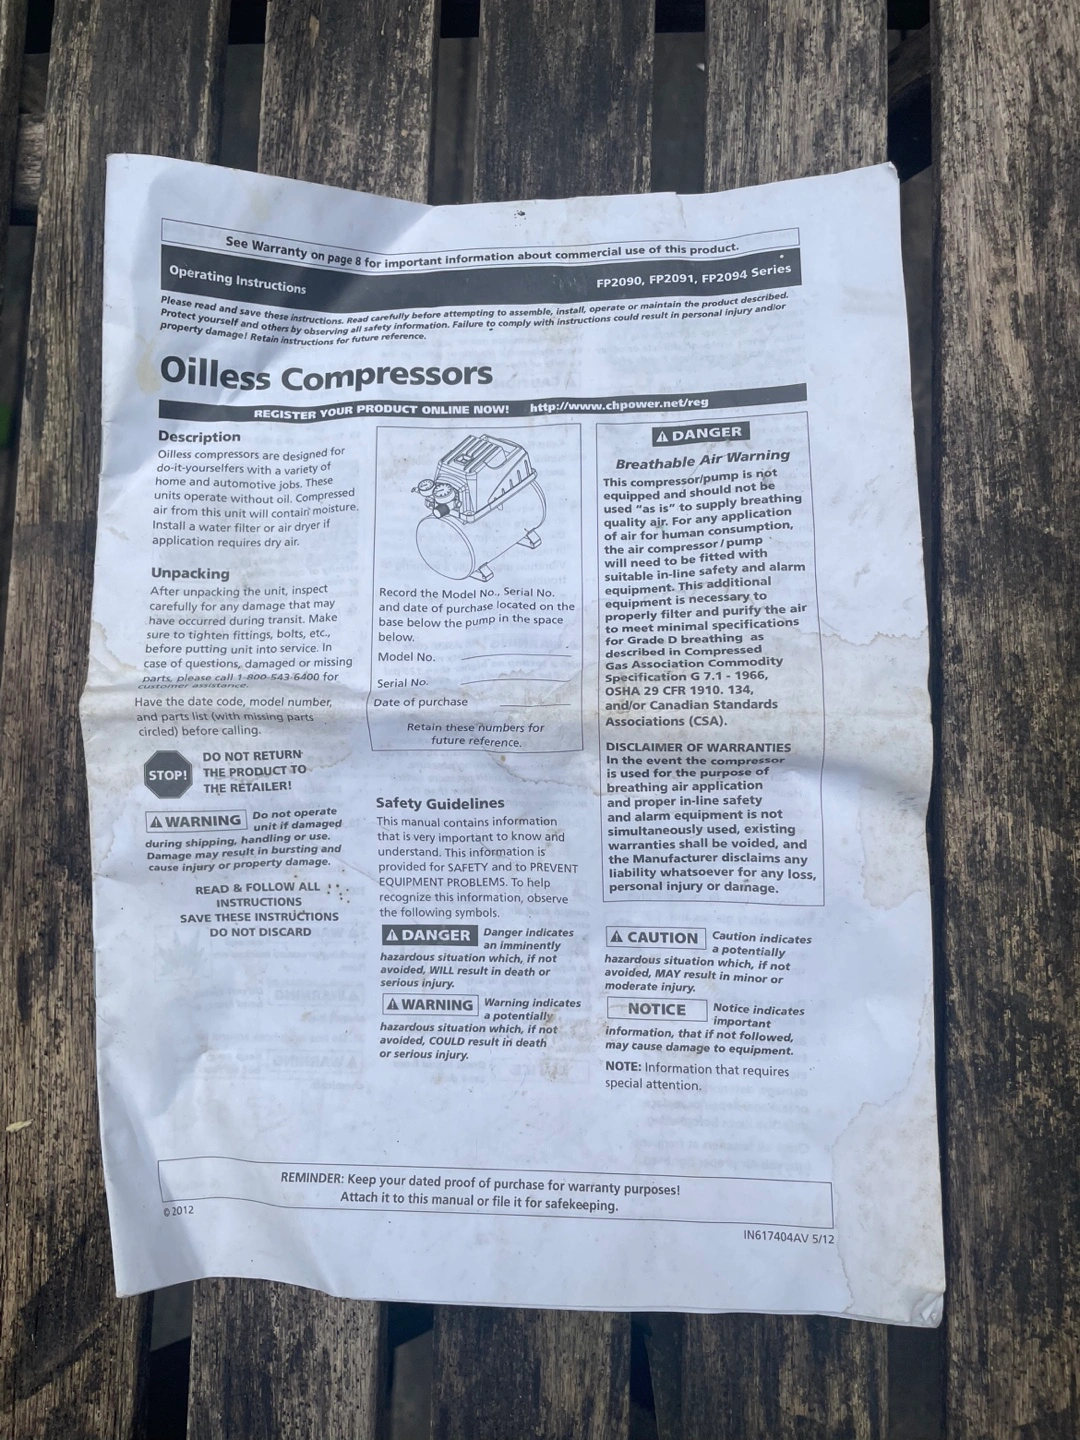 See Warranty on page 8 for important information about commercial use of this product.
Operating Instructions
FP2090, FP2091, FP2094 Series
Please read and save these instructions. Read carefully before attempting to assemble, install, operate or maintain the product described.
Protect yourself and others by observing all safety information. Failure to comply with instructions could result in personal injury and/or
property damage! Retain instructions for future reference.
Oilless Compressors
REGISTER YOUR PRODUCT ONLINE NOW! http://www.chpower.net/reg
Description
Oilless compressors are designed for
do-it-yourselfers with a variety of
home and automotive jobs. These
units operate without oil. Compressed
air from this unit will contain moisture.
Install a water filter or air dryer if
application requires dry air.
Unpacking
After unpacking the unit, inspect
carefully for any damage that may
have occurred during transit. Make
sure to tighten fittings, bolts, etc.,
before putting unit into service. In
case of questions, damaged or missing
parts, please call 1-800-543-6400 for
customer assistance.
Have the date code, model number,
and parts list (with missing parts
circled) before calling.
STOP!
DO NOT RETURN
THE PRODUCT TO
THE RETAILER!
WARNING Do not operate
unit if damaged
during shipping, handling or use.
Damage may result in bursting and
cause injury or property damage.
READ & FOLLOW ALL
INSTRUCTIONS
SAVE THESE INSTRUCTIONS
DO NOT DISCARD
Record the Model No., Serial No.
and date of purchase located on the
base below the pump in the space
below.
Model No.
Serial No.
Date of purchase
Retain these numbers for
future reference.
Safety Guidelines
This manual contains information
that is very important to know and
understand. This information is
provided for SAFETY and to PREVENT
EQUIPMENT PROBLEMS. To help
recognize this information, observe
the following symbols.
DANGER Danger indicates
an imminently
hazardous situation which, if not
avoided, WILL result in death or
serious injury.
WARNING Warning indicates
a potentially
hazardous situation which, if not
avoided, COULD result in death
or serious injury.
DANGER
Breathable Air Warning
This compressor/pump is not
equipped and should not be
used "as is" to supply breathing
quality air. For any application
of air for human consumption,
the air compressor / pump
will need to be fitted with
suitable in-line safety and alarm
equipment. This additional
equipment is necessary to
properly filter and purify the air
to meet minimal specifications
for Grade D breathing as
described in Compressed
Gas Association Commodity
Specification G 7.1 - 1966,
OSHA 29 CFR 1910. 134,
and/or Canadian Standards
Associations (CSA).
DISCLAIMER OF WARRANTIES
In the event the compressor
is used for the purpose of
breathing air application
and proper in-line safety
and alarm equipment is not
simultaneously used, existing
warranties shall be voided, and
the Manufacturer disclaims any
liability whatsoever for any loss,
personal injury or damage.
CAUTION Caution indicates
a potentially
hazardous situation which, if not
avoided, MAY result in minor or
moderate injury.
NOTICE Notice indicates
important
information, that if not followed,
may cause damage to equipment.
NOTE: Information that requires
special attention.
REMINDER: Keep your dated proof of purchase for warranty purposes!
Attach it to this manual or file it for safekeeping.
© 2012
IN617404AV 5/12